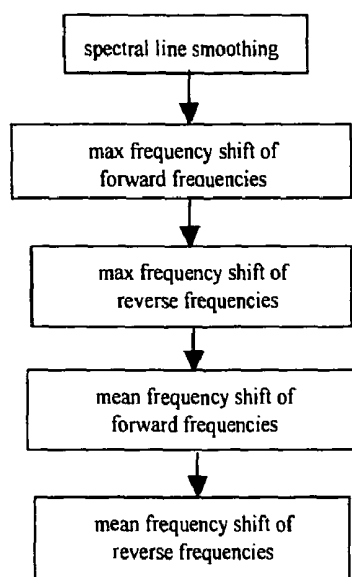 spectral line smoothing
max frequency shift of
forward frequencies
max frequency shift of
reverse frequencies
mean frequency shift of
forward frequencies
mean frequency shift of
reverse frequencies